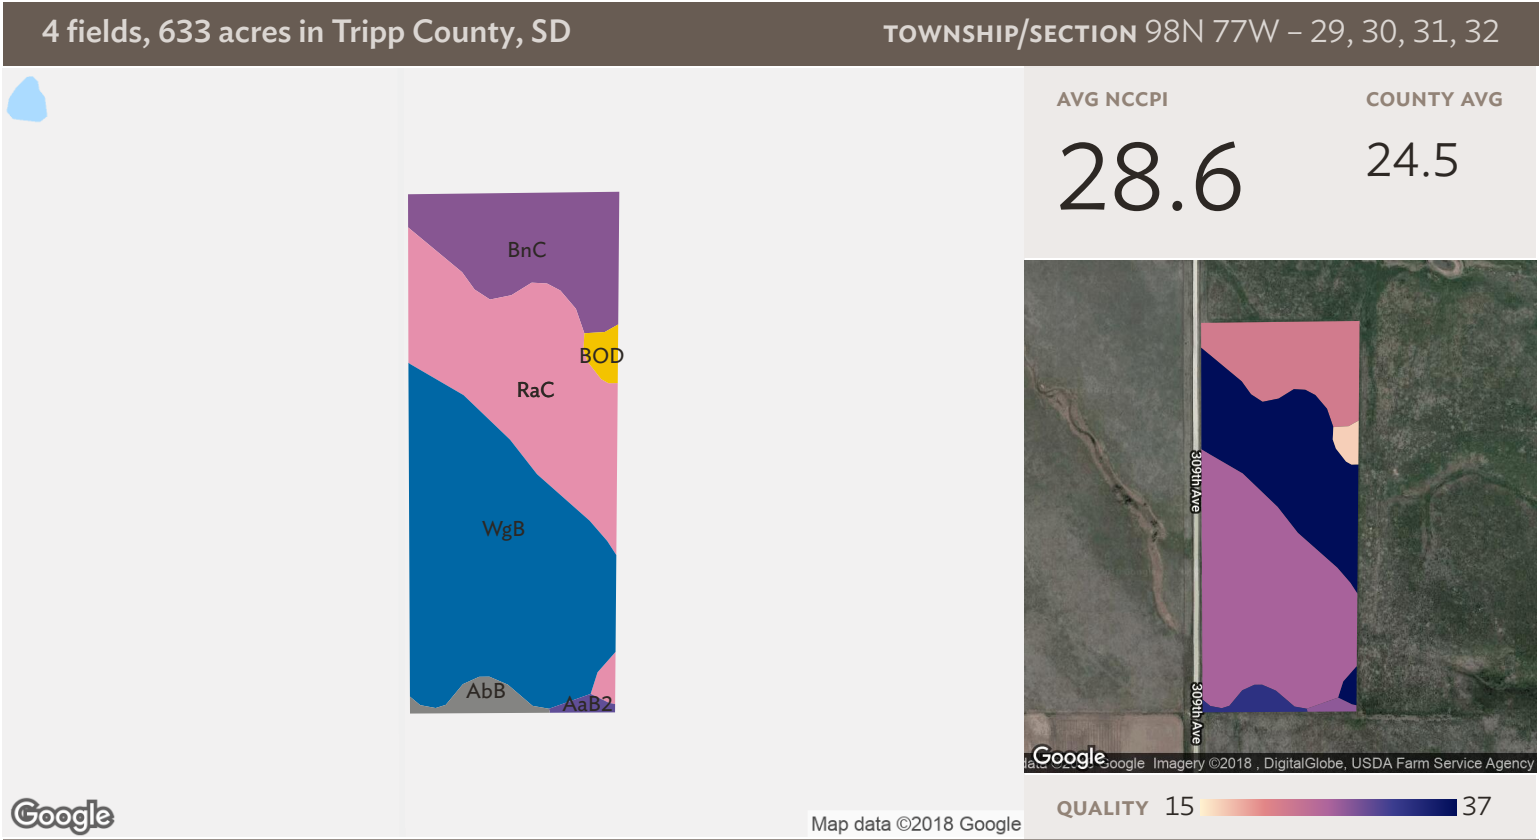 4 fields, 633 acres in Tripp County, SD
TOWNSHIP/SECTION 98N 77W – 29, 30, 31, 32
AVG NCCPI
COUNTY AVG
28.6
24.5
BnC
BOD
RaC
WgB
AbB
AaB2
309th Ave
309th Ave
Google
Google Imagery ©2018 , DigitalGlobe, USDA Farm Service Agency
Google
Map data ©2018 Google
QUALITY 15 37